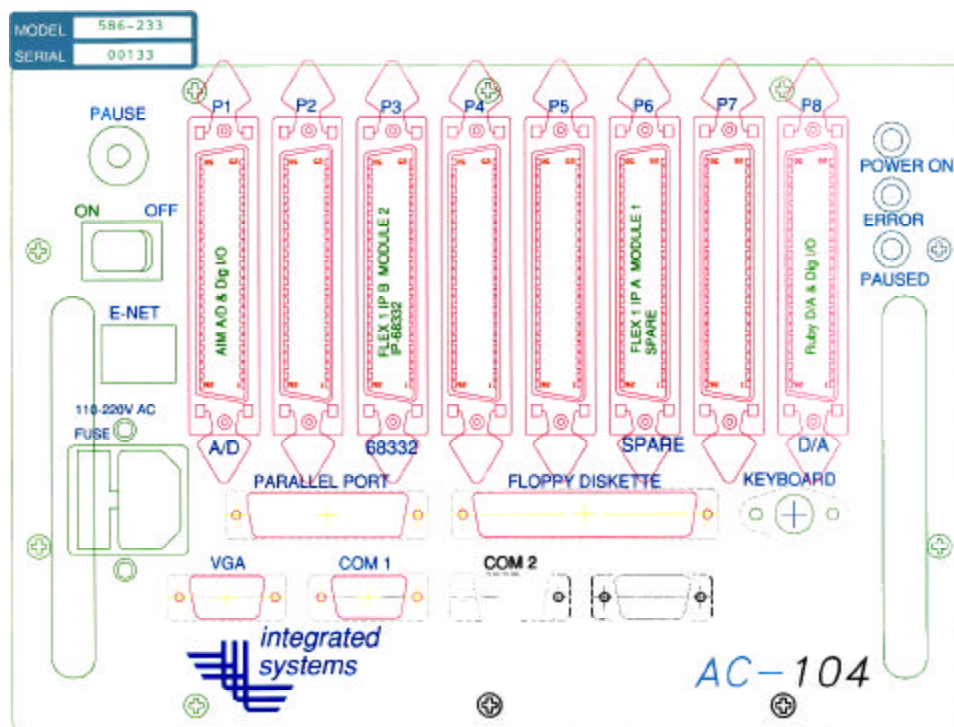 MODEL 586-233
SERIAL 00133
PAUSE
P1 P2 P3 P4 P5 P6 P7 P8
POWER ON
ERROR
PAUSED
ON OFF
E-NET
AIM A/D & Dig I/O
FLEX 1 IP B MODULE 2
IP-68332
FLEX 1 IP A MODULE 1
SPARE
Ruby D/A & Dig I/O
110-220V AC
FUSE
A/D 68332 SPARE D/A
PARALLEL PORT FLOPPY DISKETTE KEYBOARD
VGA COM 1 COM 2
integrated
systems
AC-104